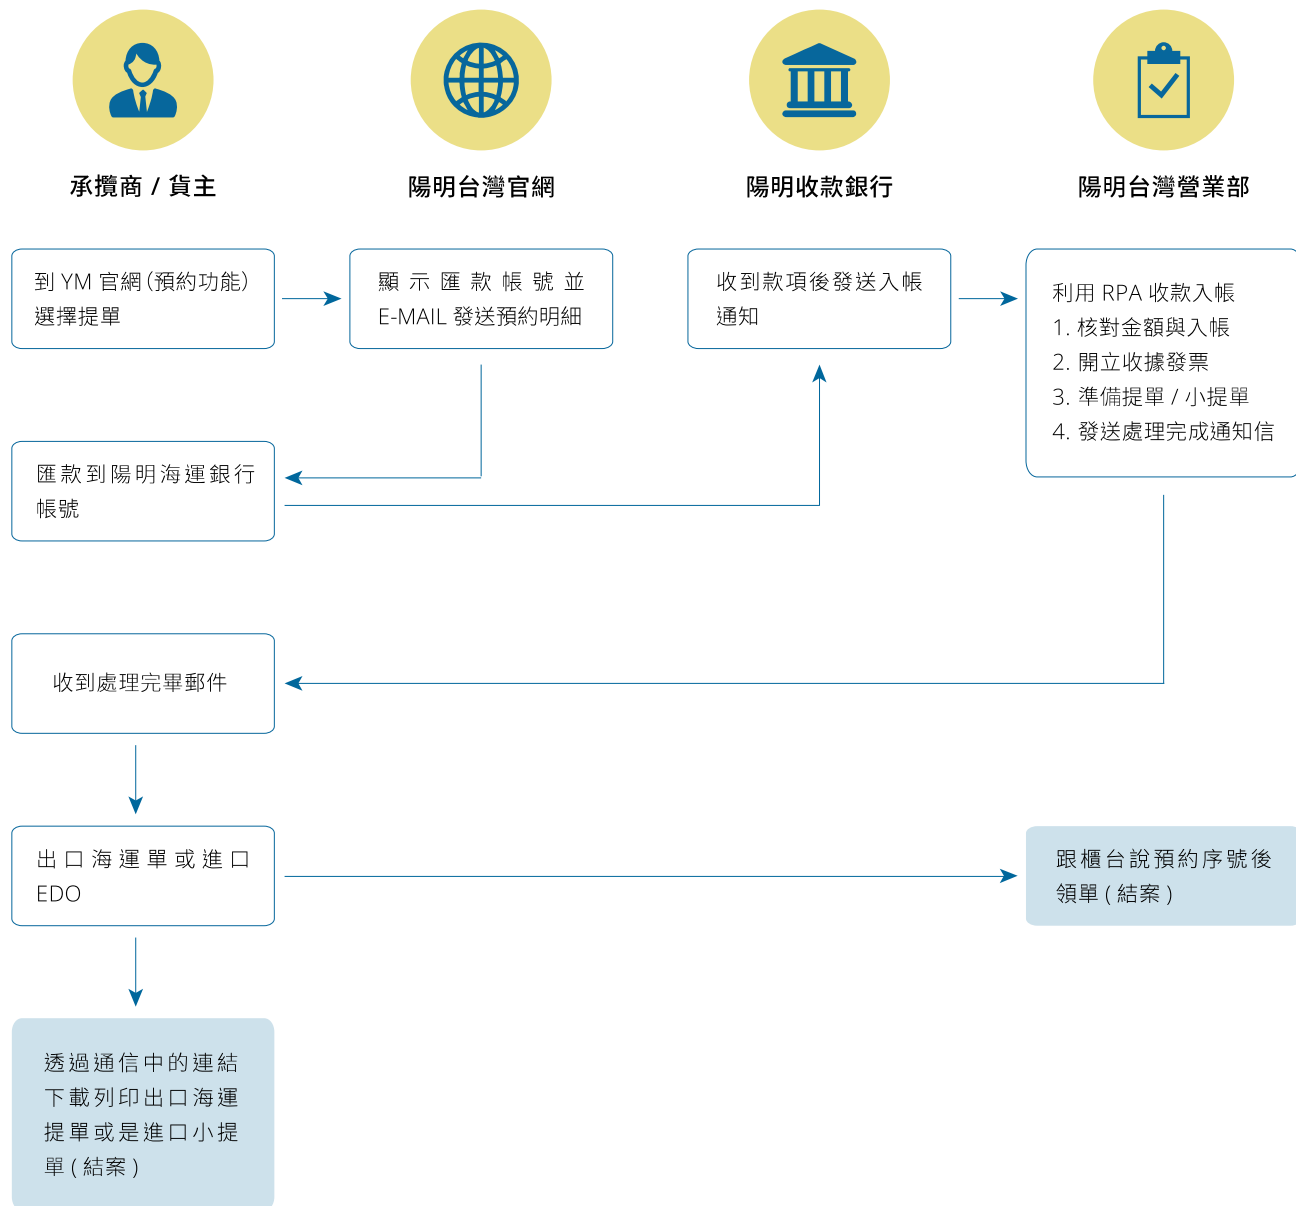 承攬商 / 貨主
陽明台灣官網
陽明收款銀行
陽明台灣營業部
到 YM 官網(預約功能)
選擇提單
顯示匯款帳號並
E-MAIL 發送預約明細
收到款項後發送入帳
通知
利用 RPA 收款入帳
1. 核對金額與入帳
2. 開立收據發票
3. 準備提單 / 小提單
4. 發送處理完成通知信
匯款到陽明海運銀行
帳號
收到處理完畢郵件
出口海運單或進口
EDO
跟櫃台說預約序號後
領單 ( 結案 )
透過通信中的連結
下載列印出口海運
提單或是進口小提
單 ( 結案 )